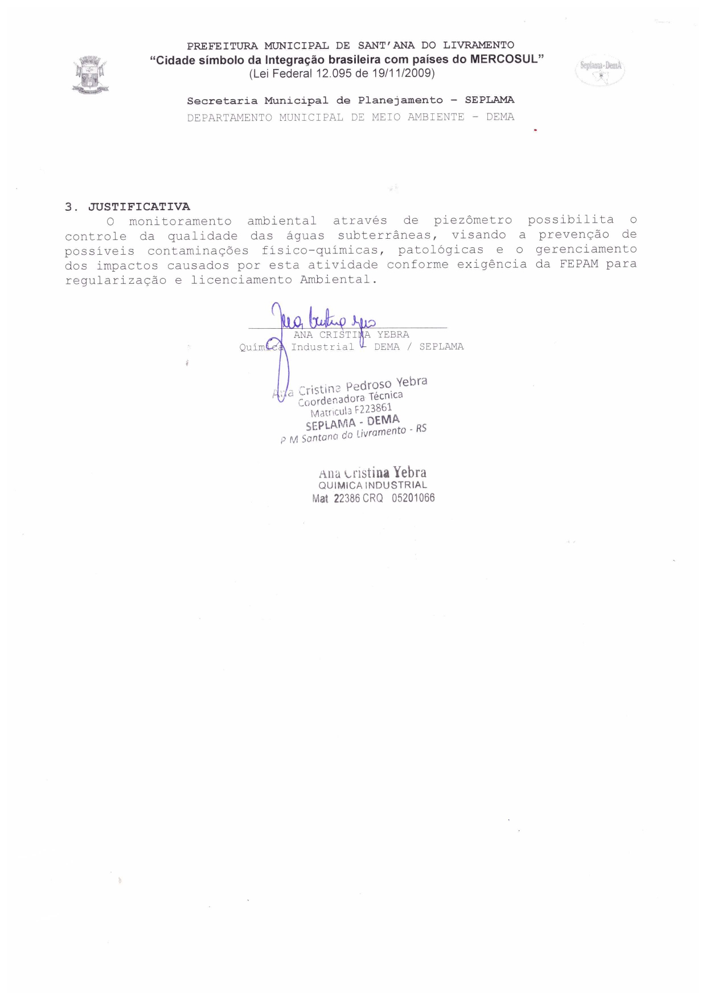 PREFEITURA MUNICIPAL DE SANT'ANA DO LIVRAMENTO
“Cidade símbolo da Integração brasileira com países do MERCOSUL”
(Lei Federal 12.095 de 19/11/2009)
Seplama-DemA
Secretaria Municipal de Planejamento – SEPLAMA
DEPARTAMENTO MUNICIPAL DE MEIO AMBIENTE – DEMA
3. JUSTIFICATIVA
O monitoramento ambiental através de piezômetro possibilita o
controle da qualidade das águas subterrâneas, visando a prevenção de
possíveis contaminações físico-químicas, patológicas e o gerenciamento
dos impactos causados por esta atividade conforme exigência da FEPAM para
regularização e licenciamento Ambiental.
ANA CRISTINA YEBRA
Química Industrial – DEMA / SEPLAMA
Ana Cristina Pedroso Yebra
Coordenadora Técnica
Matricula F223861
SEPLAMA - DEMA
P M Santana do Livramento - RS
Ana Cristina Yebra
QUIMICA INDUSTRIAL
Mat 22386 CRQ 05201066